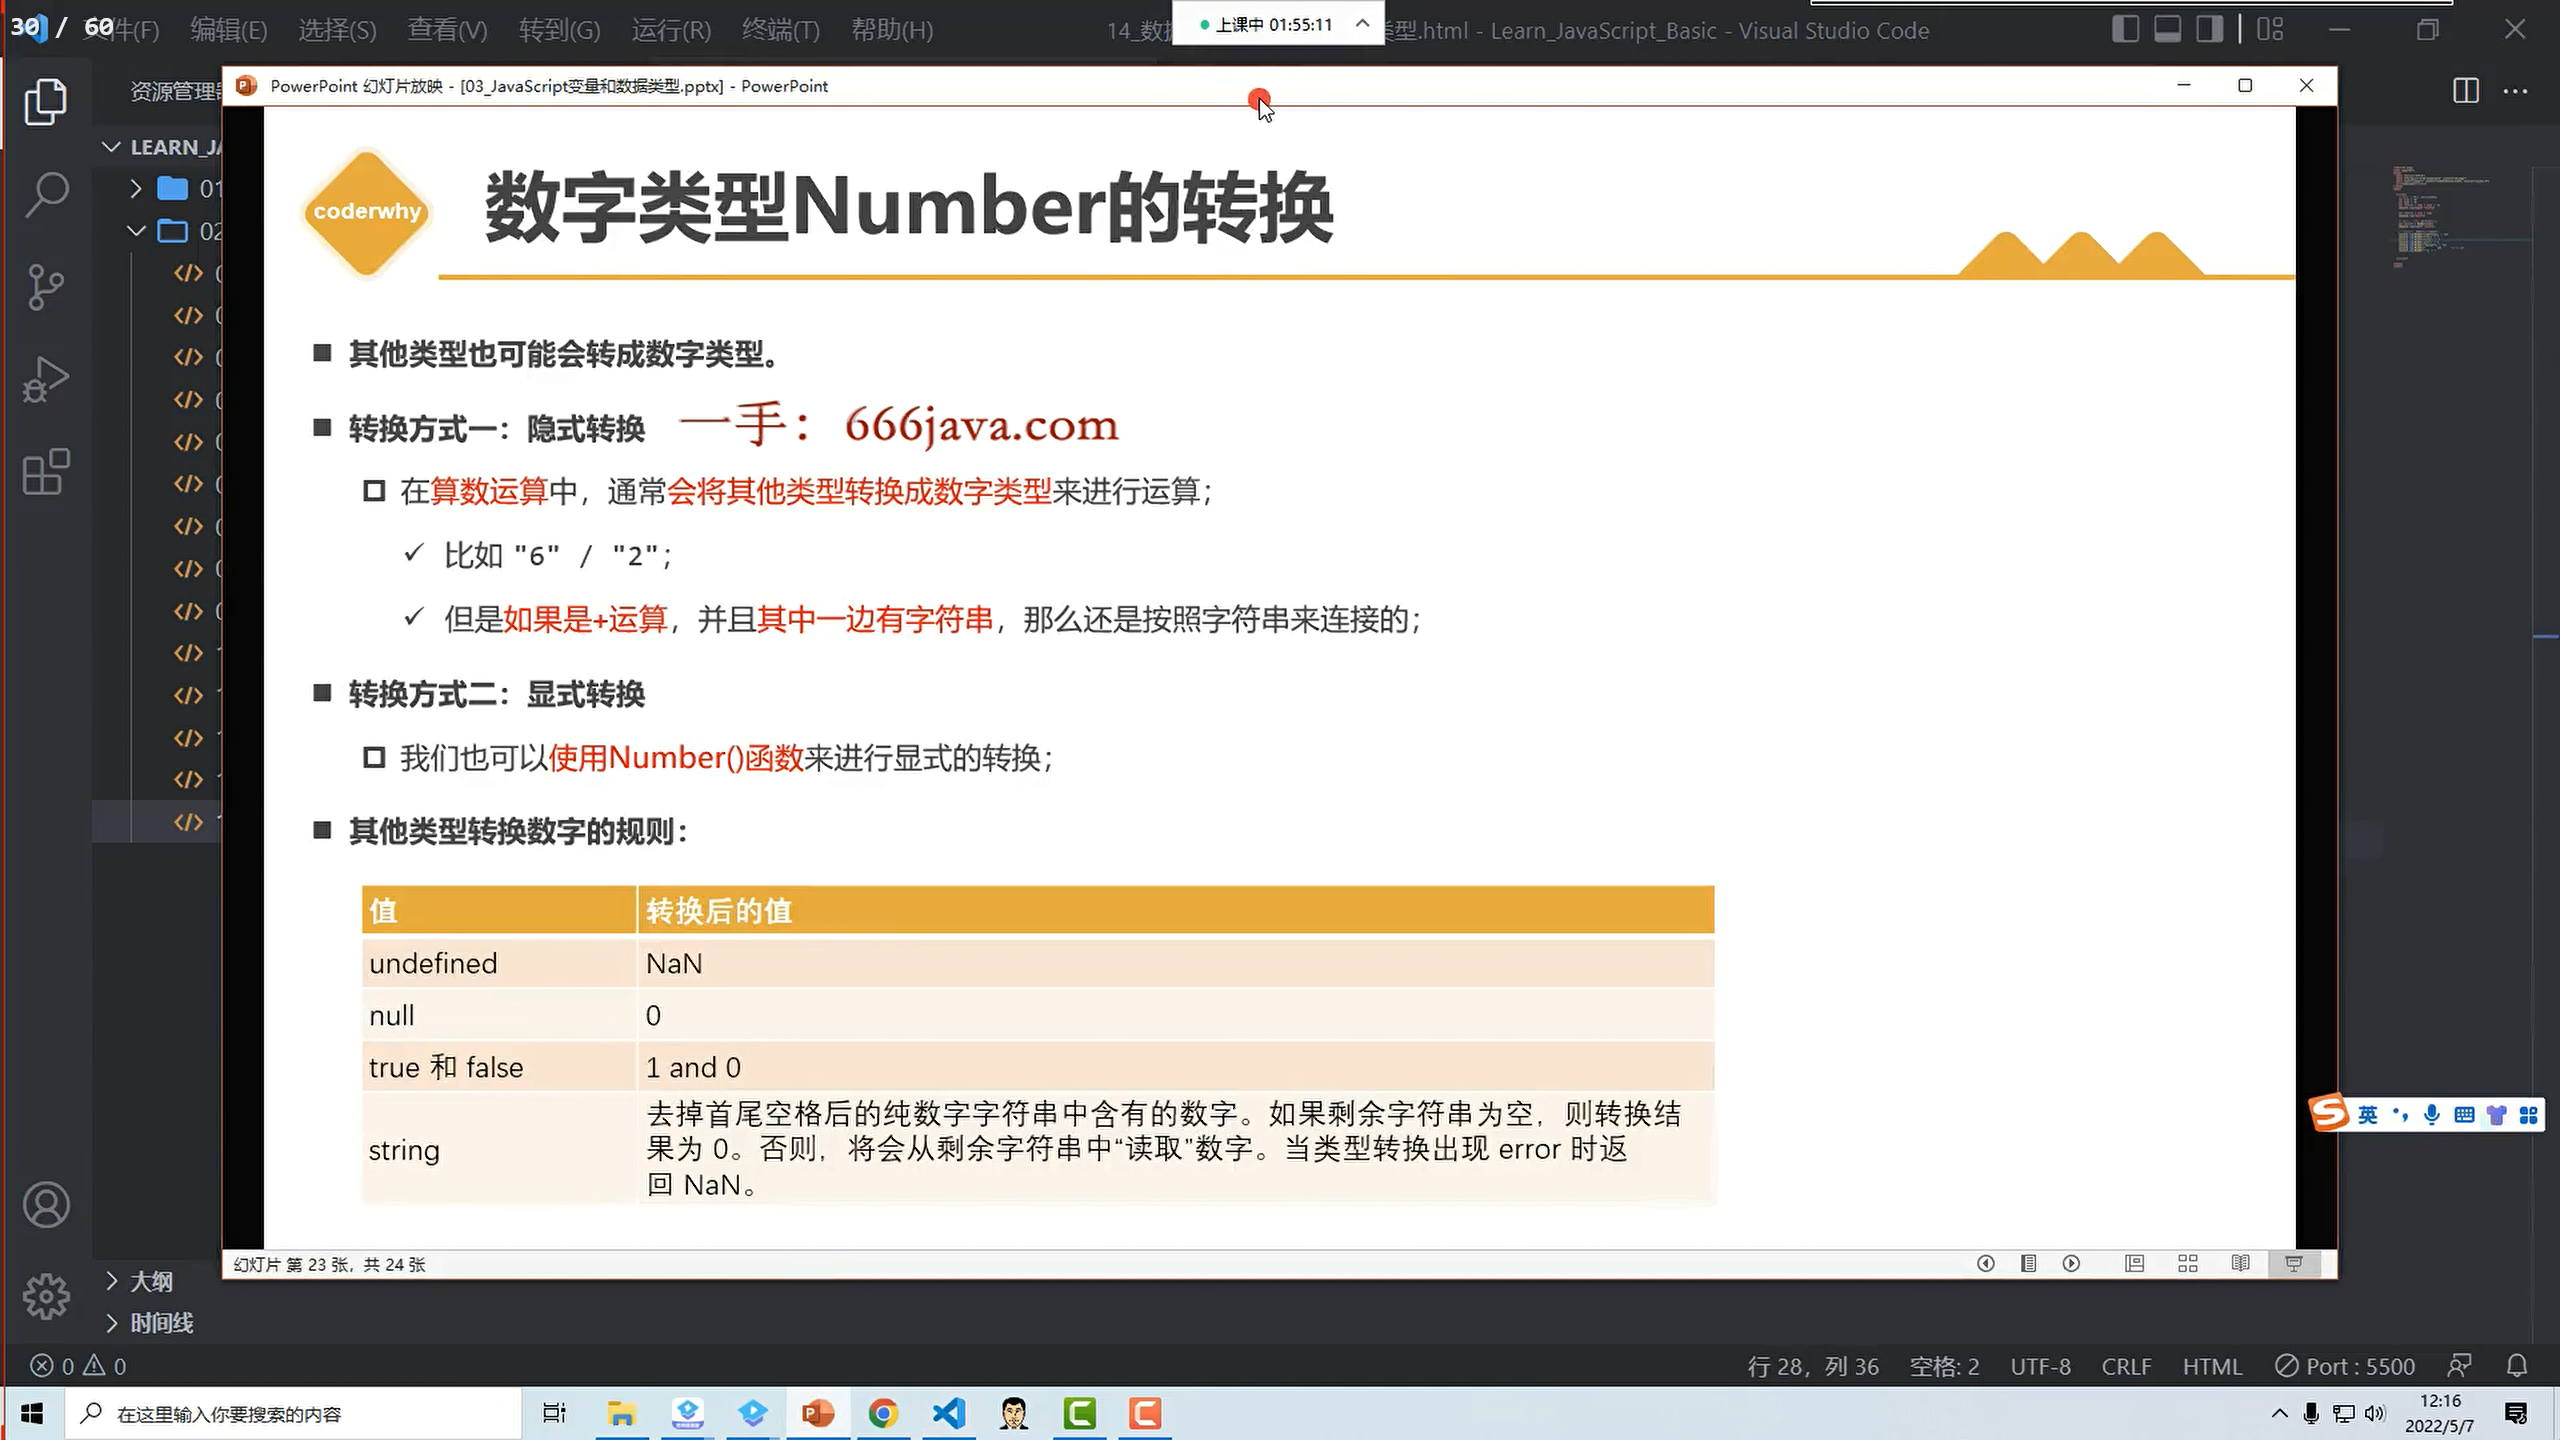 30 / 60
文件(F) 编辑(E) 选择(S) 查看(V) 转到(G) 运行(R) 终端(T) 帮助(H)
14_数据 类型.html - Learn_JavaScript_Basic - Visual Studio Code
上课中 01:55:11
资源管理器
LEARN_JA
01
02
PowerPoint 幻灯片放映 - [03_JavaScript变量和数据类型.pptx] - PowerPoint
coderwhy
数字类型Number的转换
其他类型也可能会转成数字类型。
转换方式一：隐式转换
一手： 666java.com
在算数运算中，通常会将其他类型转换成数字类型来进行运算；
比如 "6" / "2"；
但是如果是+运算，并且其中一边有字符串，那么还是按照字符串来连接的；
转换方式二：显式转换
我们也可以使用Number()函数来进行显式的转换；
其他类型转换数字的规则：
值 转换后的值
undefined NaN
null 0
true 和 false 1 and 0
string 去掉首尾空格后的纯数字字符串中含有的数字。如果剩余字符串为空，则转换结
果为 0。否则，将会从剩余字符串中“读取”数字。当类型转换出现 error 时返
回 NaN。
英
幻灯片 第 23 张，共 24 张
大纲
时间线
0 0
行 28，列 36 空格: 2 UTF-8 CRLF HTML Port : 5500
在这里输入你要搜索的内容
12:16
2022/5/7